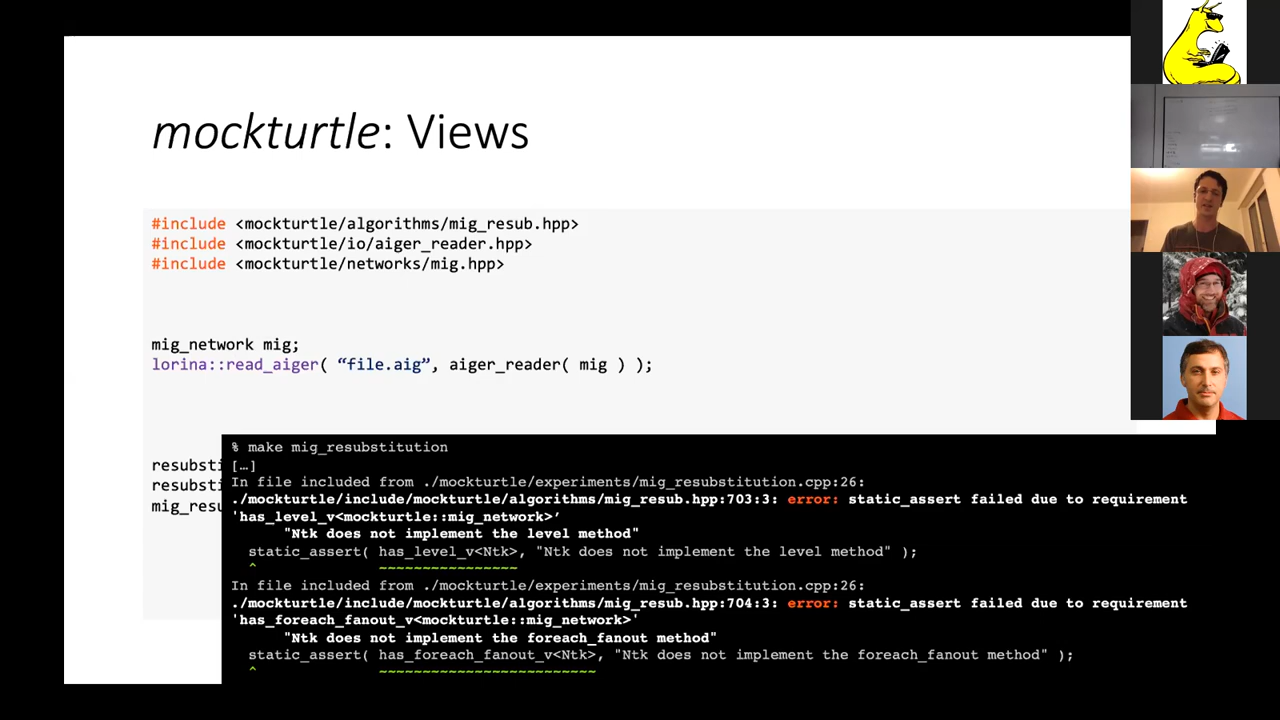 mockturtle: Views
#include <mockturtle/algorithms/mig_resub.hpp>
#include <mockturtle/io/aiger_reader.hpp>
#include <mockturtle/networks/mig.hpp>
mig_network mig;
lorina::read_aiger( “file.aig”, aiger_reader( mig ) );
resubsti
resubsti
mig_resu
% make mig_resubstitution
[…]
In file included from ./mockturtle/experiments/mig_resubstitution.cpp:26:
./mockturtle/include/mockturtle/algorithms/mig_resub.hpp:703:3: error: static_assert failed due to requirement
'has_level_v<mockturtle::mig_network>’
"Ntk does not implement the level method"
static_assert( has_level_v<Ntk>, "Ntk does not implement the level method" );
^ ~~~~~~~~~~~~~~~~
In file included from ./mockturtle/experiments/mig_resubstitution.cpp:26:
./mockturtle/include/mockturtle/algorithms/mig_resub.hpp:704:3: error: static_assert failed due to requirement
'has_foreach_fanout_v<mockturtle::mig_network>'
"Ntk does not implement the foreach_fanout method"
static_assert( has_foreach_fanout_v<Ntk>, "Ntk does not implement the foreach_fanout method" );
^ ~~~~~~~~~~~~~~~~~~~~~~~~~